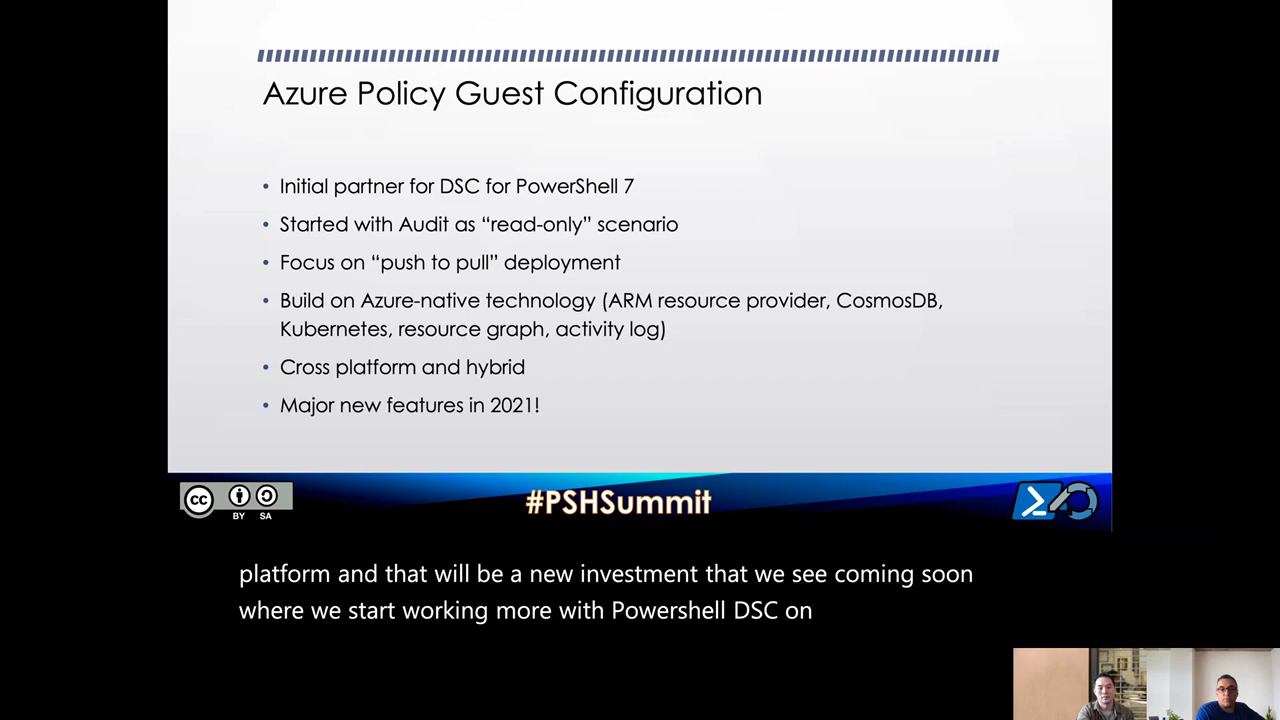 Azure Policy Guest Configuration
• Initial partner for DSC for PowerShell 7
• Started with Audit as “read-only” scenario
• Focus on “push to pull” deployment
• Build on Azure-native technology (ARM resource provider, CosmosDB,
Kubernetes, resource graph, activity log)
• Cross platform and hybrid
• Major new features in 2021!
cc
BY SA
#PSHSummit
platform and that will be a new investment that we see coming soon
where we start working more with Powershell DSC on